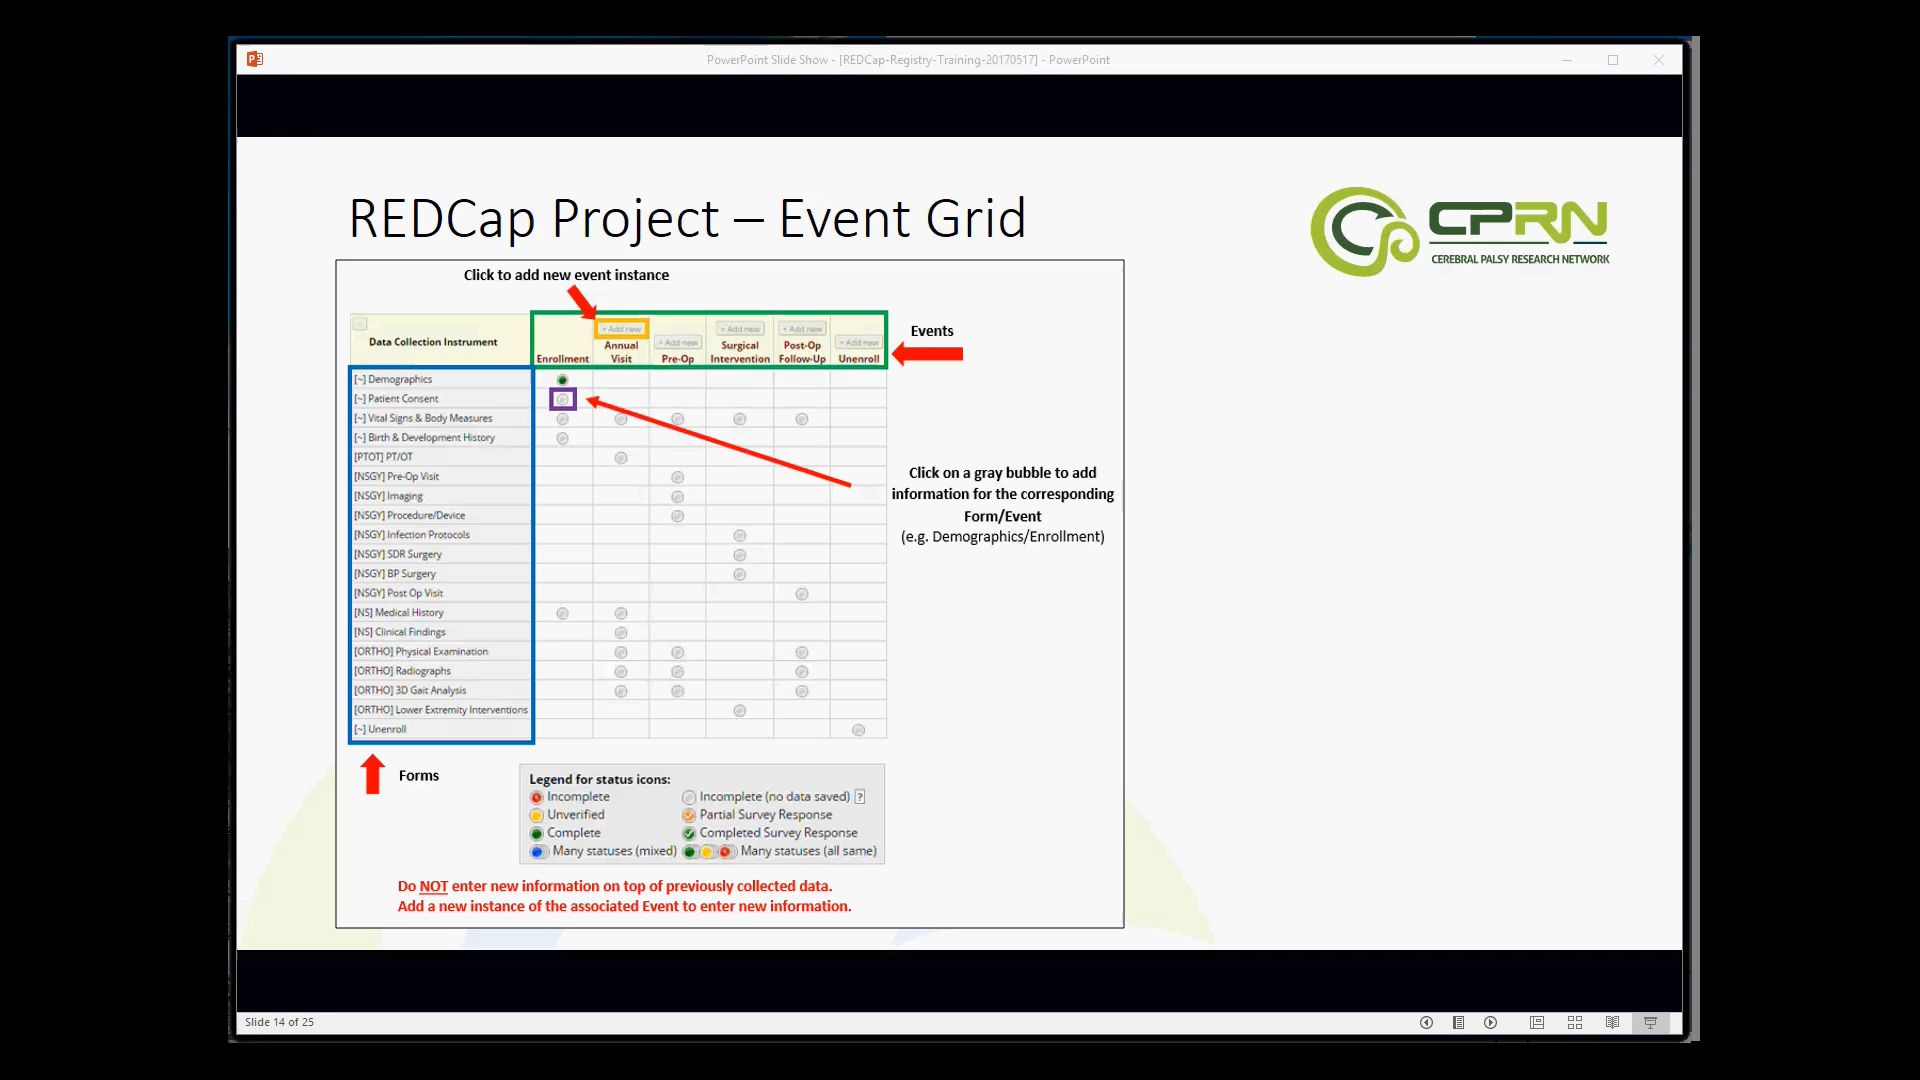 PowerPoint Slide Show - [REDCap-Registry-Training-20170517] - PowerPoint
REDCap Project – Event Grid
CPRN
CEREBRAL PALSY RESEARCH NETWORK
Click to add new event instance
+ Add new
+ Add new
+ Add new
+ Add new
+ Add new
Events
Data Collection Instrument
Enrollment
Annual
Visit
Pre-Op
Surgical
Intervention
Post-Op
Follow-Up
Unenroll
[~] Demographics
[~] Patient Consent
[~] Vital Signs & Body Measures
[~] Birth & Development History
[PTOT] PT/OT
[NSGY] Pre-Op Visit
[NSGY] Imaging
[NSGY] Procedure/Device
[NSGY] Infection Protocols
[NSGY] SDR Surgery
[NSGY] BP Surgery
[NSGY] Post Op Visit
[NS] Medical History
[NS] Clinical Findings
[ORTHO] Physical Examination
[ORTHO] Radiographs
[ORTHO] 3D Gait Analysis
[ORTHO] Lower Extremity Interventions
[~] Unenroll
Click on a gray bubble to add
information for the corresponding
Form/Event
(e.g. Demographics/Enrollment)
Forms
Legend for status icons:
Incomplete
Incomplete (no data saved) ?
Unverified
Partial Survey Response
Complete
Completed Survey Response
Many statuses (mixed)
Many statuses (all same)
Do NOT enter new information on top of previously collected data.
Add a new instance of the associated Event to enter new information.
Slide 14 of 25